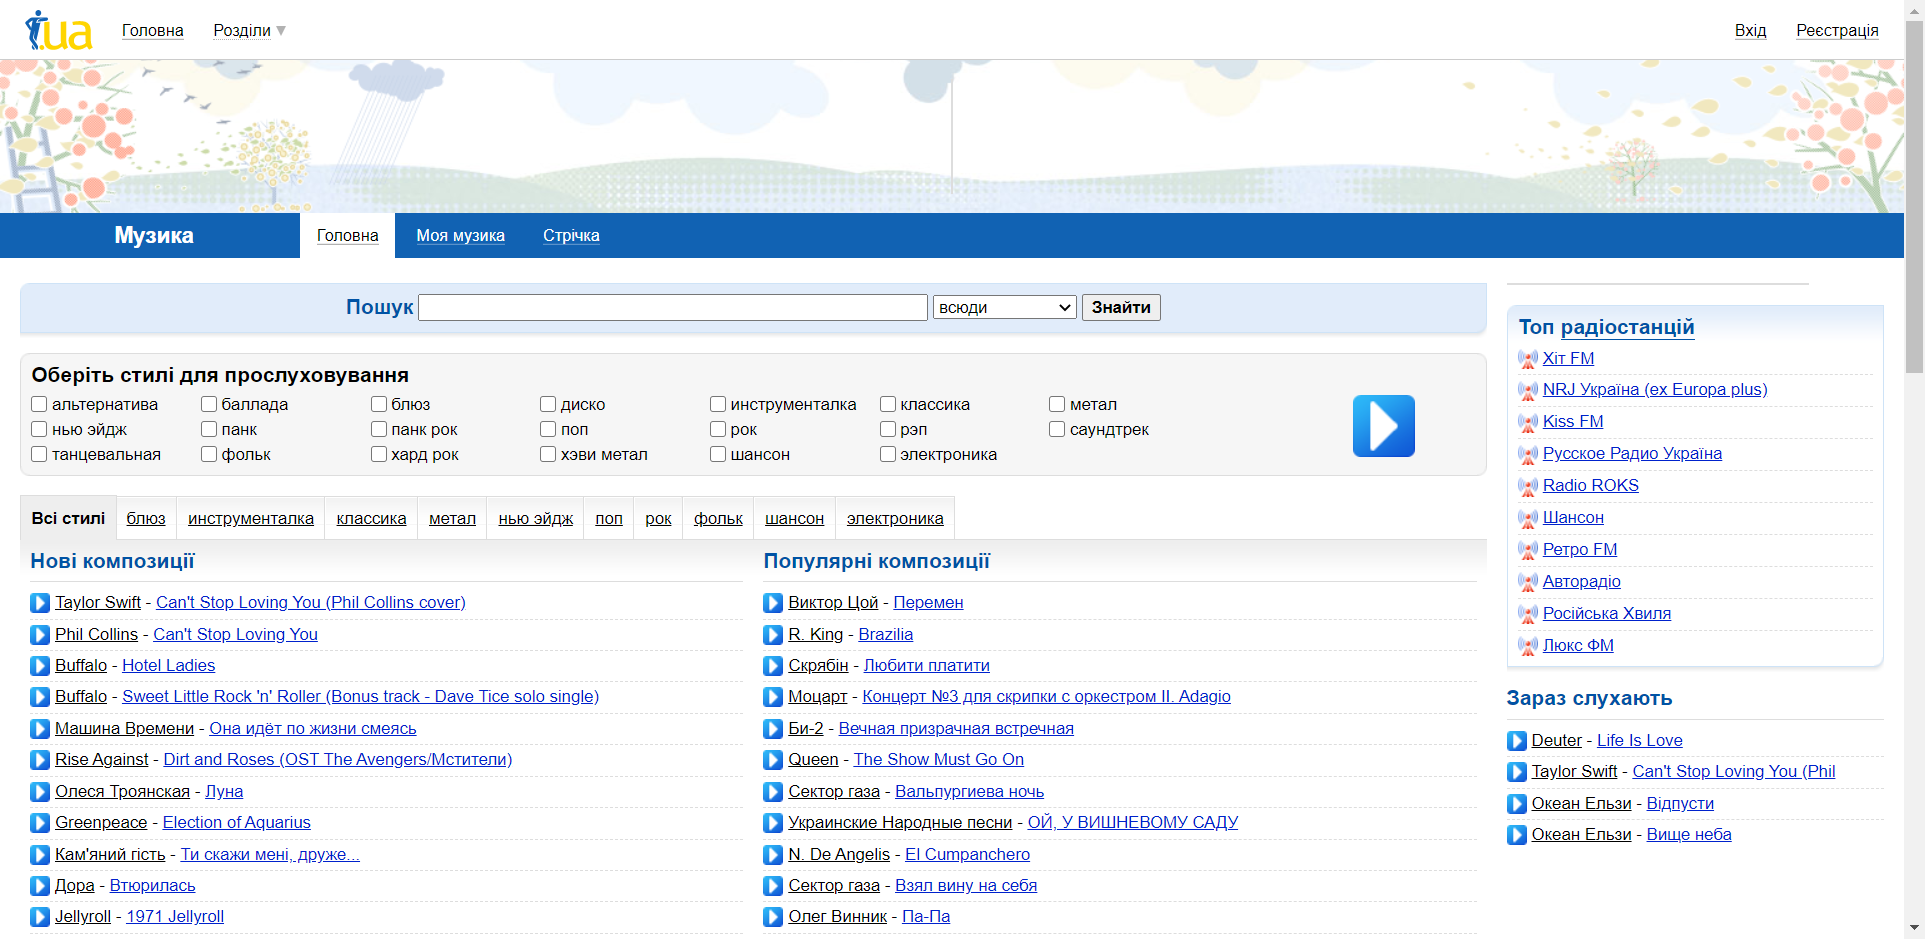 i.ua
Головна
Розділи ▼
Вхід
Реєстрація
Музика
Головна
Моя музика
Стрічка
Пошук
всюди
Знайти
Оберіть стилі для прослуховування
альтернатива
баллада
блюз
диско
инструменталка
классика
метал
нью эйдж
панк
панк рок
поп
рок
рэп
саундтрек
танцевальная
фольк
хард рок
хэви метал
шансон
электроника
Всі стилі
блюз
инструменталка
классика
метал
нью эйдж
поп
рок
фольк
шансон
электроника
Нові композиції
Taylor Swift - Can't Stop Loving You (Phil Collins cover)
Phil Collins - Can't Stop Loving You
Buffalo - Hotel Ladies
Buffalo - Sweet Little Rock 'n' Roller (Bonus track - Dave Tice solo single)
Машина Времени - Она идёт по жизни смеясь
Rise Against - Dirt and Roses (OST The Avengers/Мстители)
Олеся Троянская - Луна
Greenpeace - Election of Aquarius
Кам'яний гість - Ти скажи мені, друже...
Дора - Втюрилась
Jellyroll - 1971 Jellyroll
Популярні композиції
Виктор Цой - Перемен
R. King - Brazilia
Скрябін - Любити платити
Моцарт - Концерт №3 для скрипки с оркестром II. Adagio
Би-2 - Вечная призрачная встречная
Queen - The Show Must Go On
Сектор газа - Вальпургиева ночь
Украинские Народные песни - ОЙ, У ВИШНЕВОМУ САДУ
N. De Angelis - El Cumpanchero
Сектор газа - Взял вину на себя
Олег Винник - Па-Па
Топ радіостанцій
Хіт FM
NRJ Україна (ex Europa plus)
Kiss FM
Русское Радио Україна
Radio ROKS
Шансон
Ретро FM
Авторадіо
Російська Хвиля
Люкс ФМ
Зараз слухають
Deuter - Life Is Love
Taylor Swift - Can't Stop Loving You (Phil
Океан Ельзи - Відпусти
Океан Ельзи - Вище неба